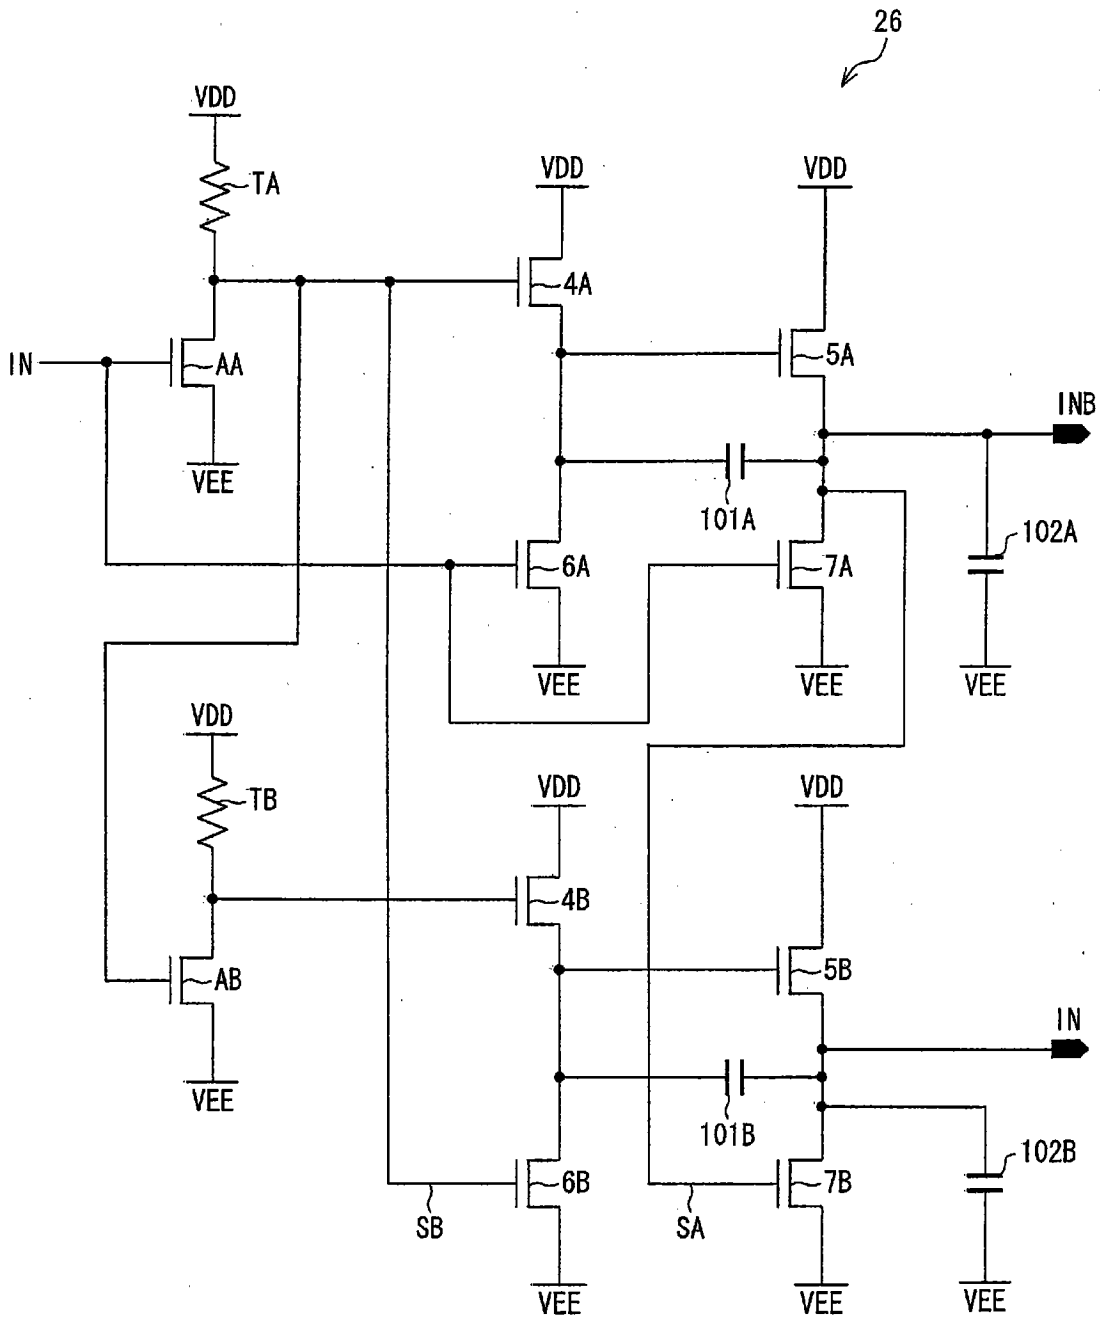 26
VDD
TA
VDD
VDD
4A
IN
AA
5A
INB
VEE
101A
102A
6A
7A
VEE
VEE
VEE
VDD
TB
VDD
VDD
4B
AB
5B
IN
VEE
101B
102B
6B
7B
SB
SA
VEE
VEE
VEE